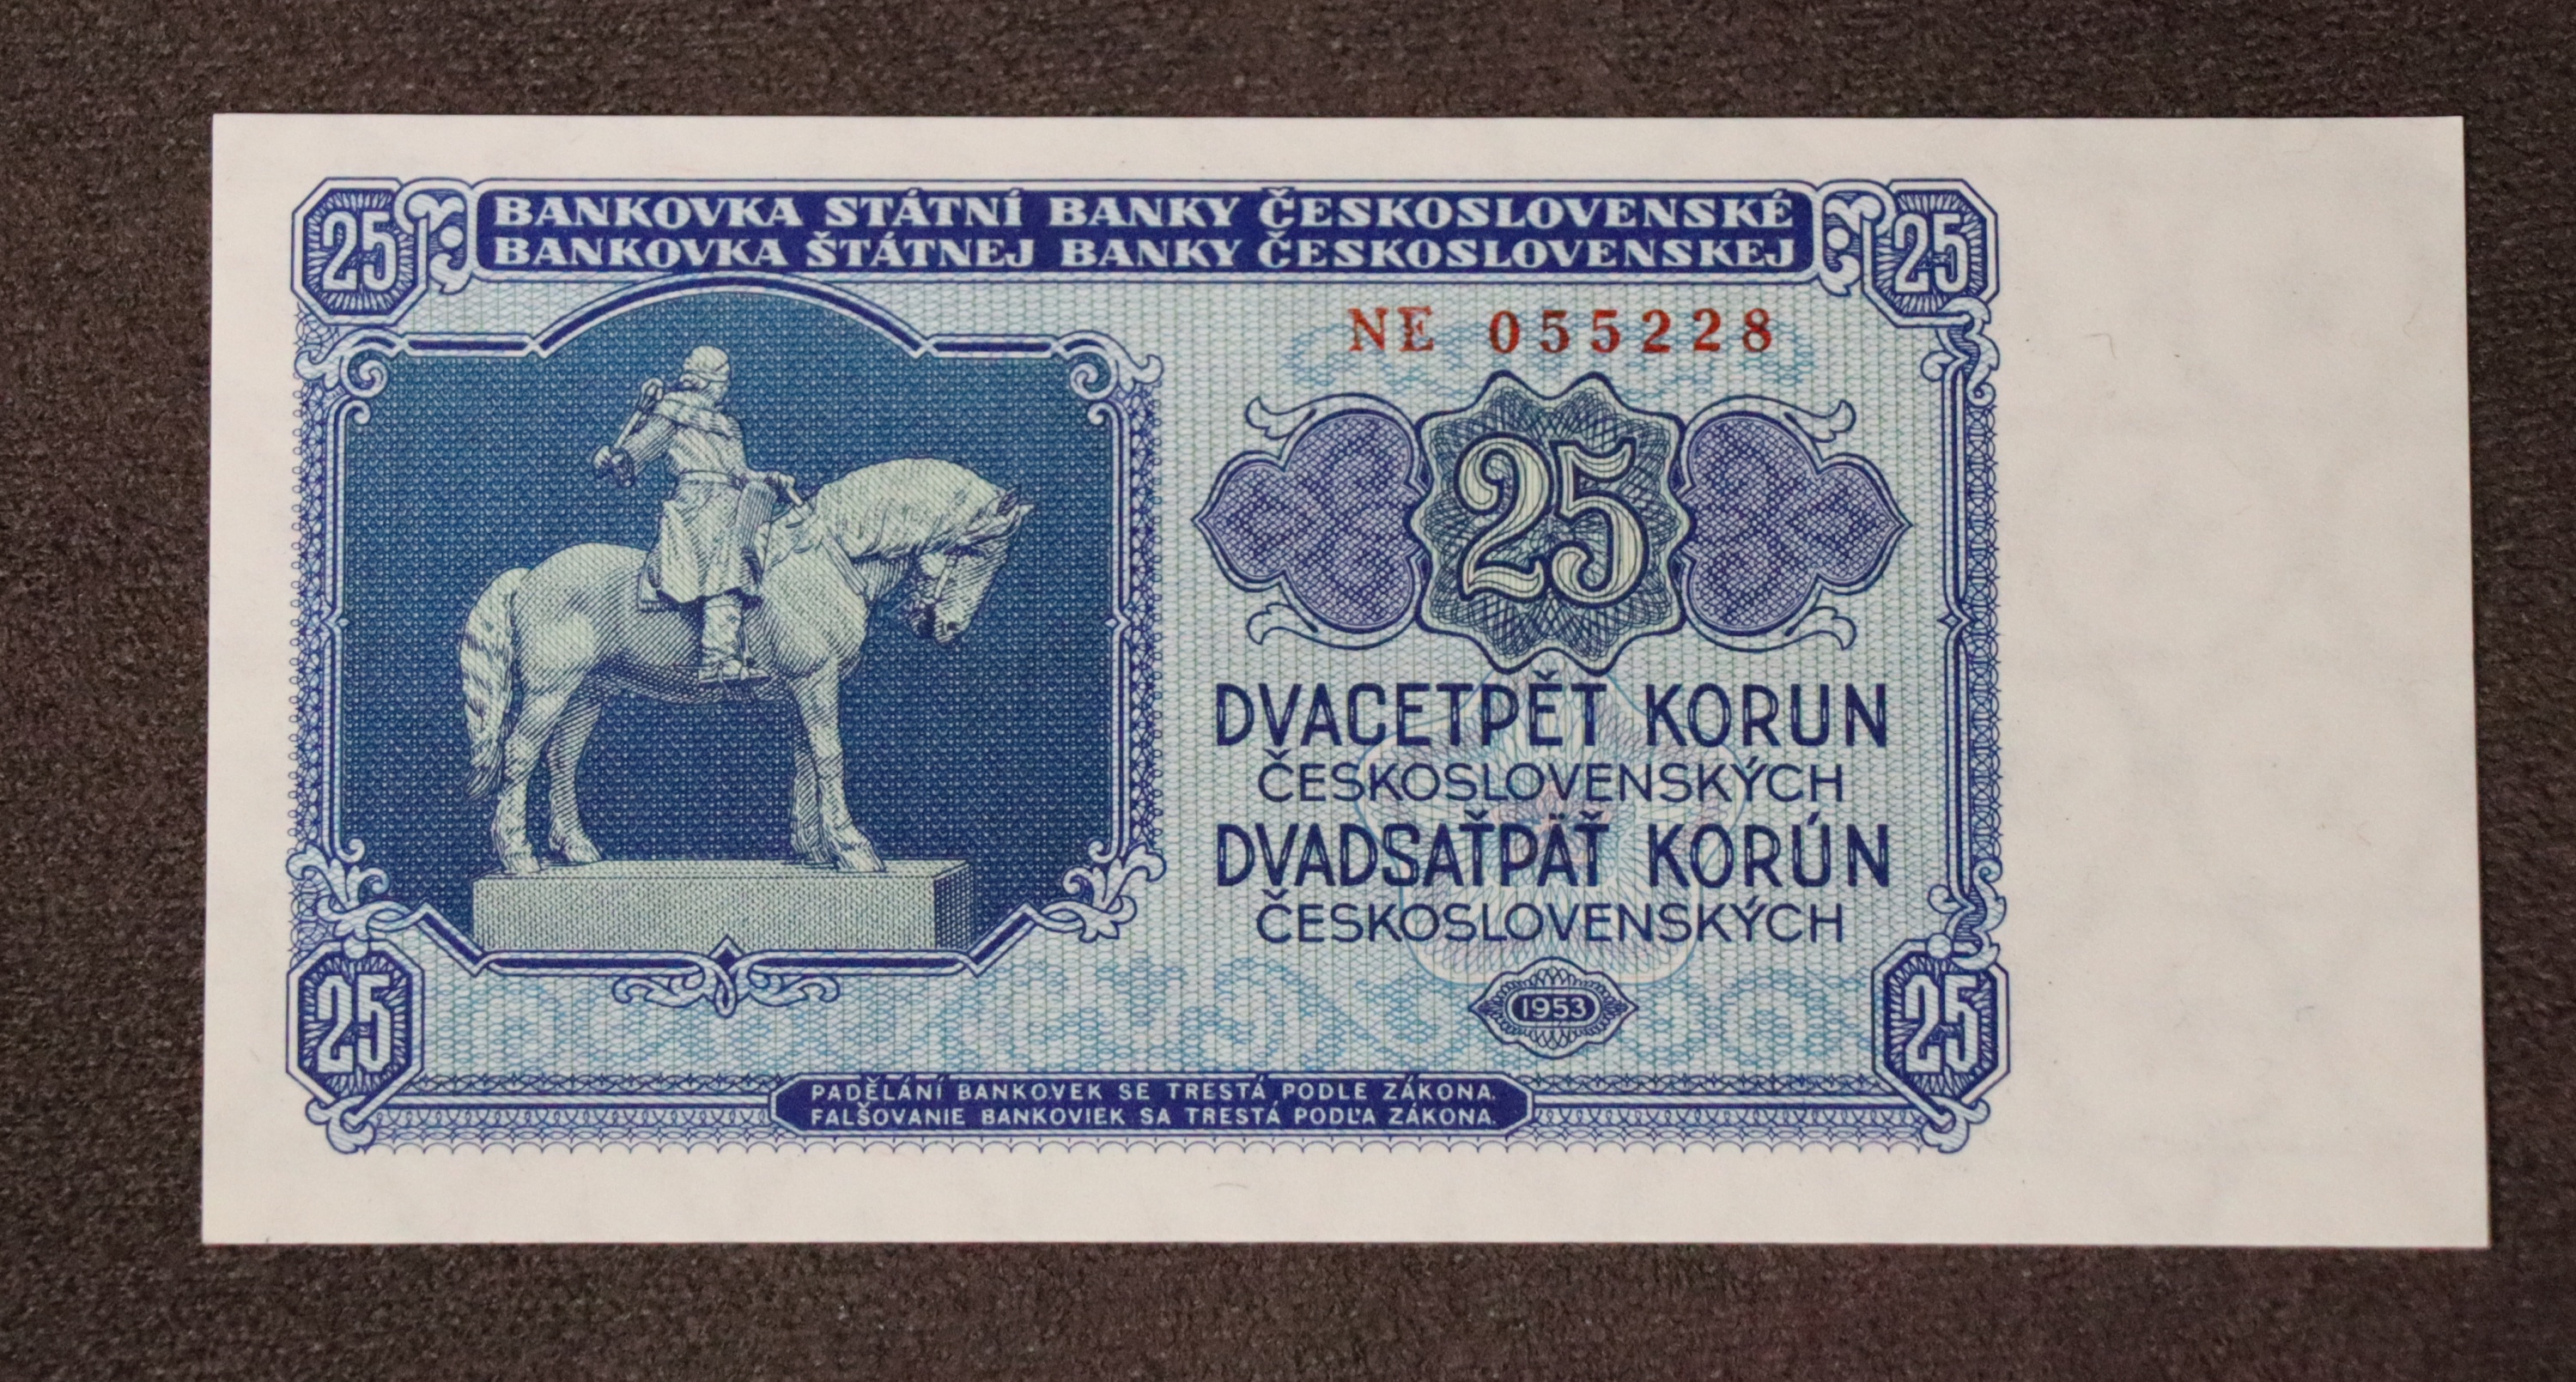 25
BANKOVKA STÁTNÍ BANKY ČESKOSLOVENSKÉ
BANKOVKA ŠTÁTNEJ BANKY ČESKOSLOVENSKEJ
25
NE 055228
25
DVACETPĚT KORUN
ČESKOSLOVENSKÝCH
DVADSAŤPÄŤ KORÚN
ČESKOSLOVENSKÝCH
1953
25
PADĚLÁNÍ BANKOVEK SE TRESTÁ PODLE ZÁKONA.
FALŠOVANIE BANKOVIEK SA TRESTÁ PODĽA ZÁKONA.
25